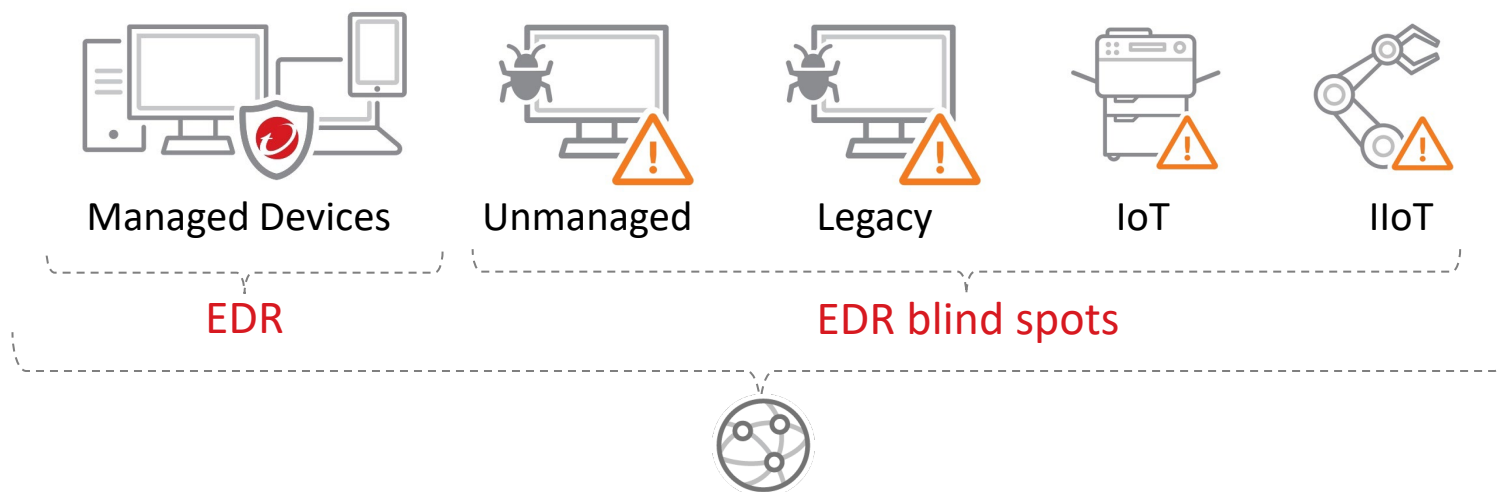 Managed Devices
Unmanaged
Legacy
IoT
IIoT
EDR
EDR blind spots